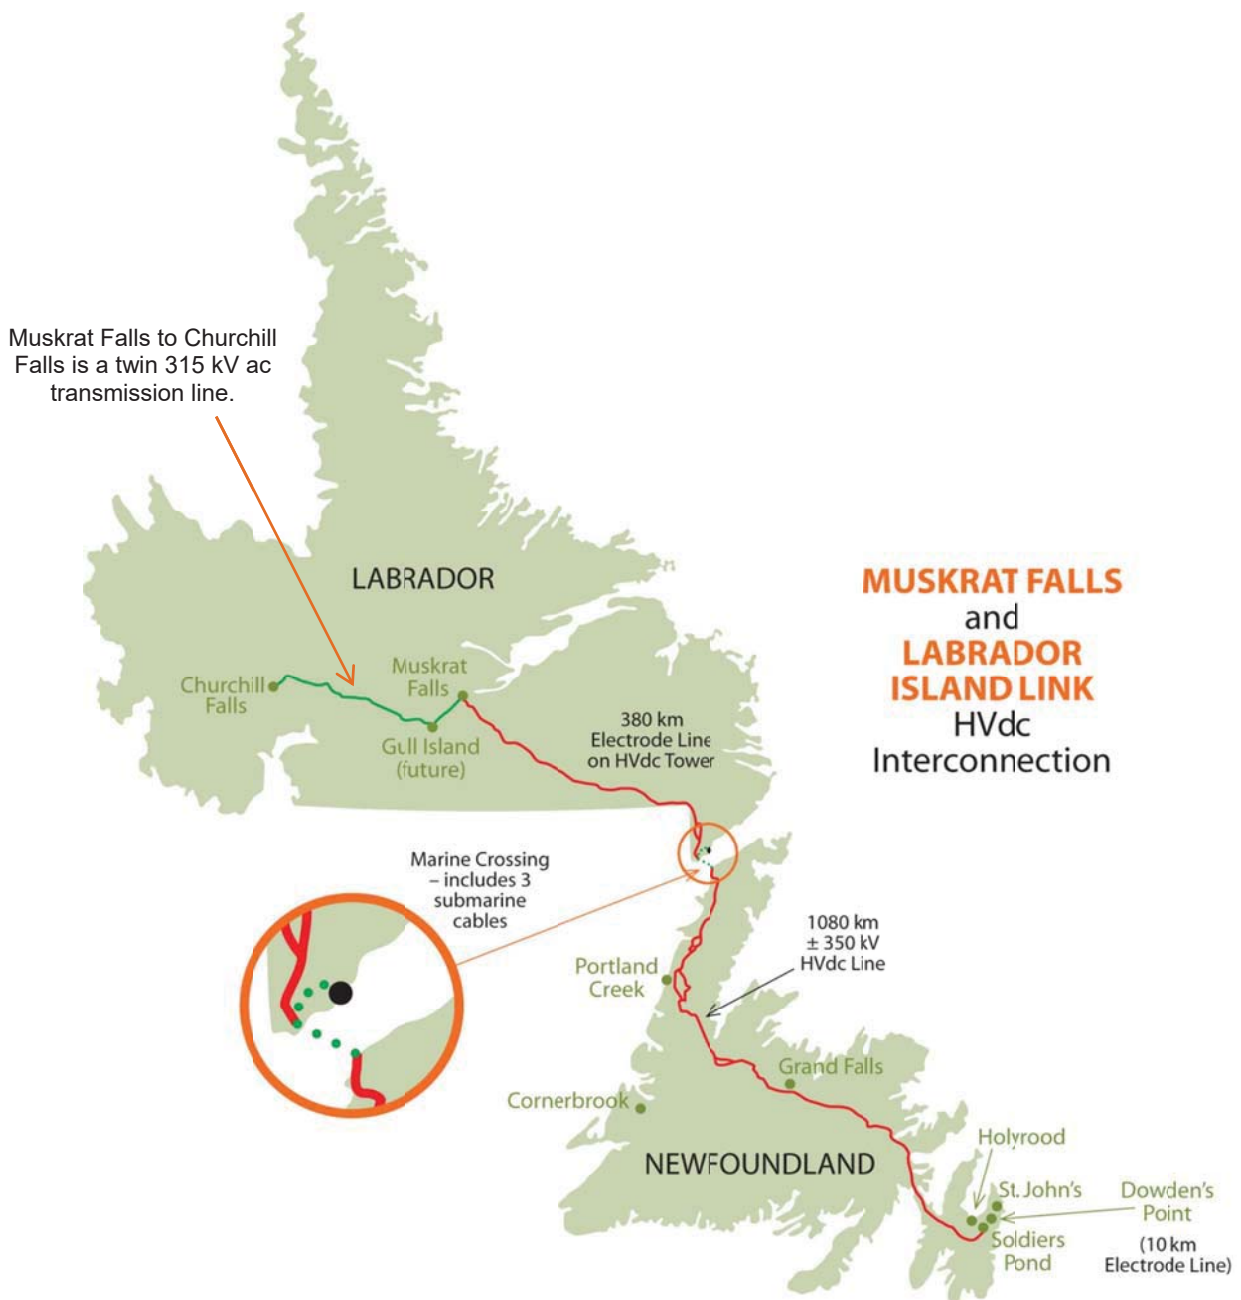 Muskrat Falls to Churchill
Falls is a twin 315 kV ac
transmission line.
LABRADOR
MUSKRAT FALLS
and
LABRADOR
ISLAND LINK
HVdc
Interconnection
Churchill
Falls
Muskrat
Falls
Gull Island
(future)
380 km
Electrode Line
on HVdc Tower
Marine Crossing
– includes 3
submarine
cables
1080 km
± 350 kV
HVdc Line
Portland
Creek
Grand Falls
Cornerbrook
NEWFOUNDLAND
Holyrood
St. John's
Dowden's
Point
(10 km
Electrode Line)
Soldiers
Pond